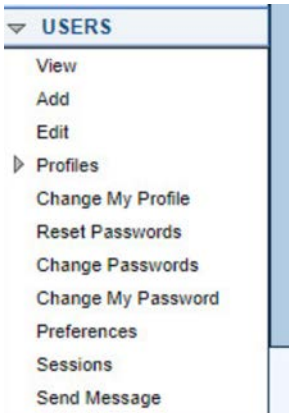 USERS
View
Add
Edit
Profiles
Change My Profile
Reset Passwords
Change Passwords
Change My Password
Preferences
Sessions
Send Message